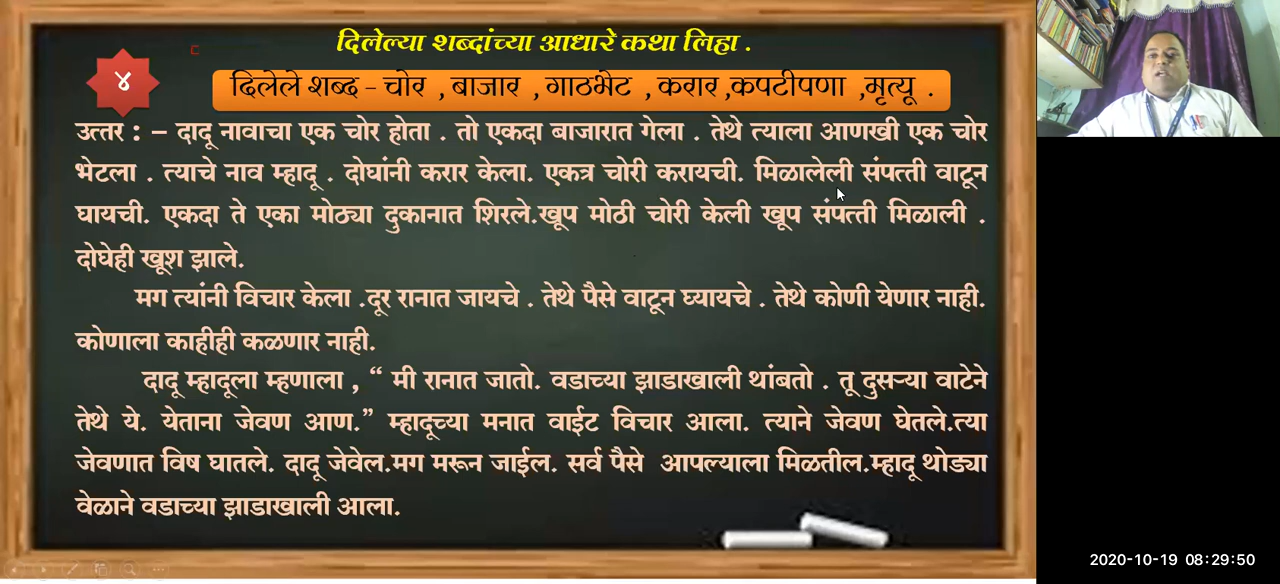 दिलेल्या शब्दांच्या आधारे कथा लिहा .
४
दिलेले शब्द – चोर , बाजार , गाठभेट , करार ,कपटीपणा ,मृत्यू .
उत्तर : – दादू नावाचा एक चोर होता . तो एकदा बाजारात गेला . तेथे त्याला आणखी एक चोर
भेटला . त्याचे नाव म्हादू . दोघांनी करार केला. एकत्र चोरी करायची. मिळालेली संपत्ती वाटून
घायची. एकदा ते एका मोठ्या दुकानात शिरले.खूप मोठी चोरी केली खूप संपत्ती मिळाली .
दोघेही खूश झाले.
मग त्यांनी विचार केला .दूर रानात जायचे . तेथे पैसे वाटून घ्यायचे . तेथे कोणी येणार नाही.
कोणाला काहीही कळणार नाही.
दादू म्हादूला म्हणाला , “ मी रानात जातो. वडाच्या झाडाखाली थांबतो . तू दुसऱ्या वाटेने
तेथे ये. येताना जेवण आण.” म्हादूच्या मनात वाईट विचार आला. त्याने जेवण घेतले.त्या
जेवणात विष घातले. दादू जेवेल.मग मरून जाईल. सर्व पैसे आपल्याला मिळतील.म्हादू थोड्या
वेळाने वडाच्या झाडाखाली आला.
2020-10-19 08:29:50